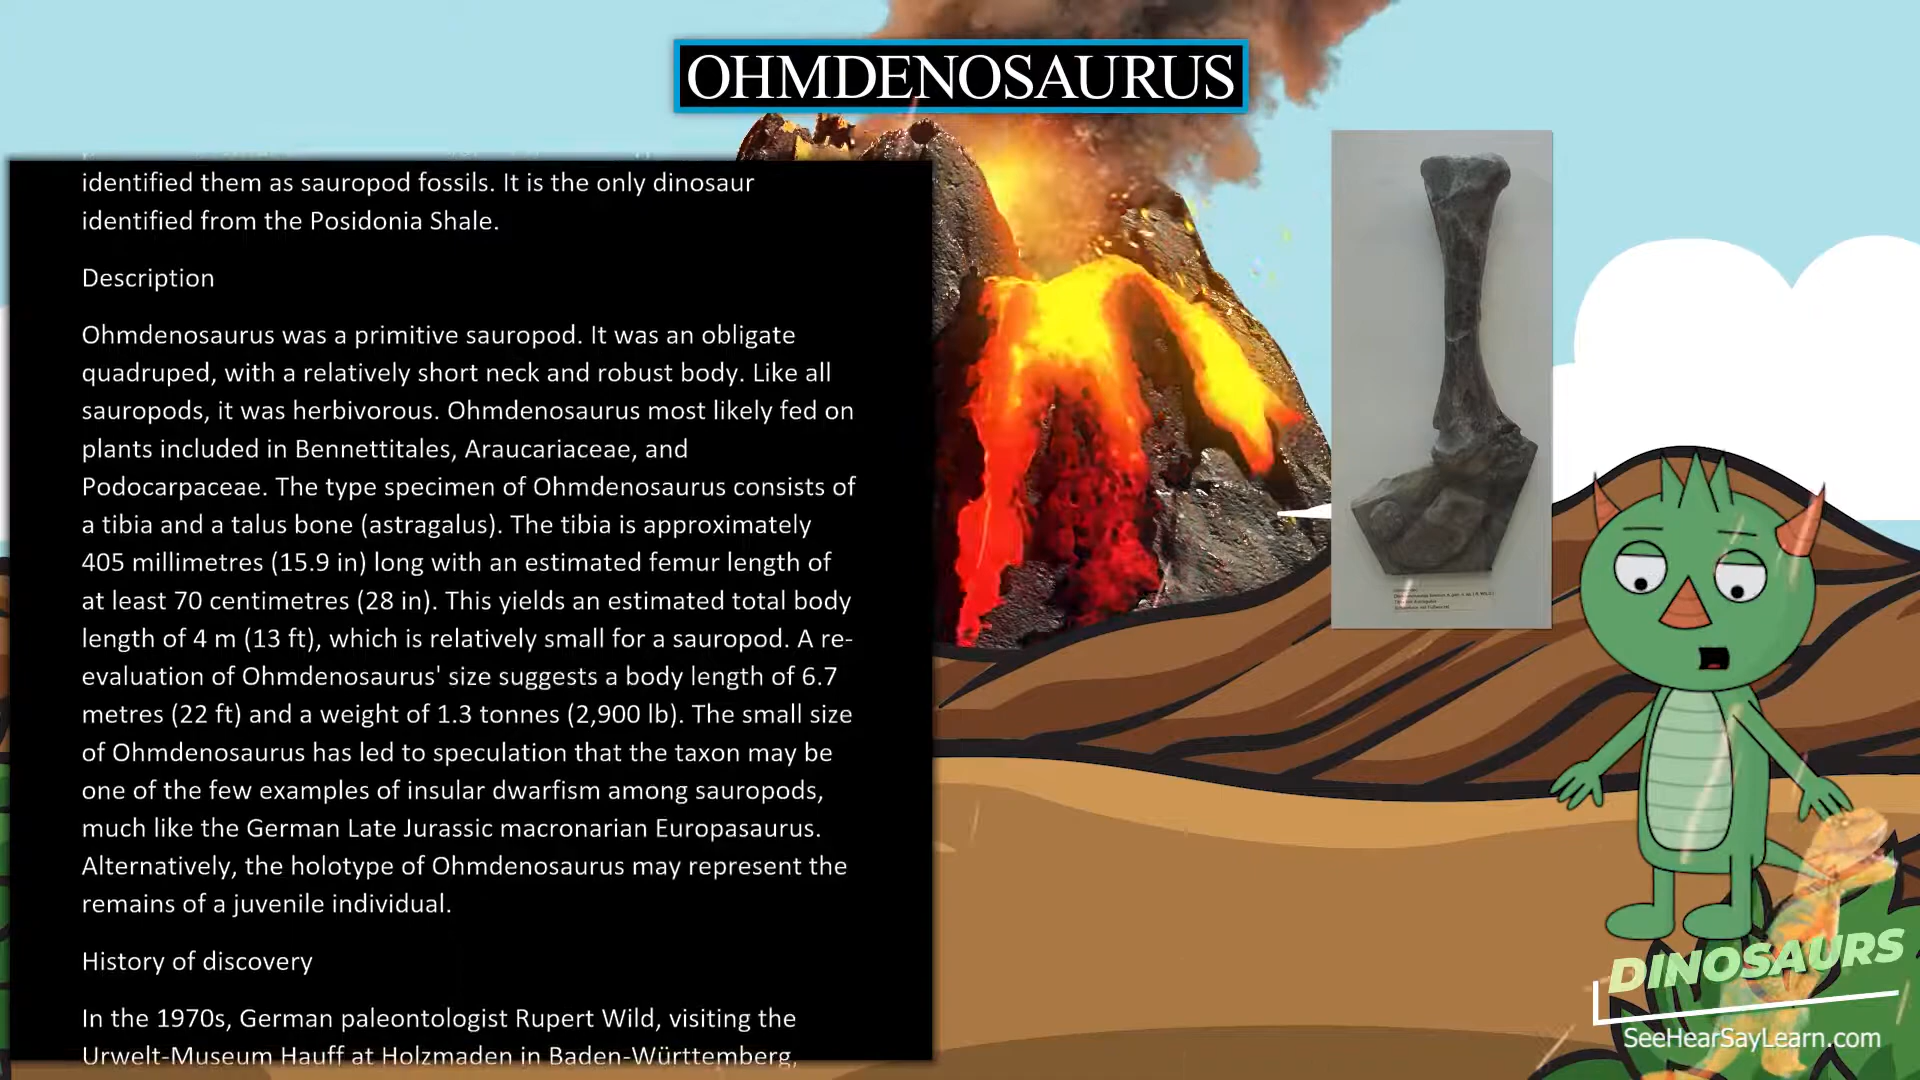 OHMDENOSAURUS
identified them as sauropod fossils. It is the only dinosaur
identified from the Posidonia Shale.
Description
Ohmdenosaurus was a primitive sauropod. It was an obligate
quadruped, with a relatively short neck and robust body. Like all
sauropods, it was herbivorous. Ohmdenosaurus most likely fed on
plants included in Bennettitales, Araucariaceae, and
Podocarpaceae. The type specimen of Ohmdenosaurus consists of
a tibia and a talus bone (astragalus). The tibia is approximately
405 millimetres (15.9 in) long with an estimated femur length of
at least 70 centimetres (28 in). This yields an estimated total body
length of 4 m (13 ft), which is relatively small for a sauropod. A re-
evaluation of Ohmdenosaurus' size suggests a body length of 6.7
metres (22 ft) and a weight of 1.3 tonnes (2,900 lb). The small size
of Ohmdenosaurus has led to speculation that the taxon may be
one of the few examples of insular dwarfism among sauropods,
much like the German Late Jurassic macronarian Europasaurus.
Alternatively, the holotype of Ohmdenosaurus may represent the
remains of a juvenile individual.
History of discovery
In the 1970s, German paleontologist Rupert Wild, visiting the
Urwelt-Museum Hauff at Holzmaden in Baden-Württemberg,
DINOSAURS
SeeHearSayLearn.com